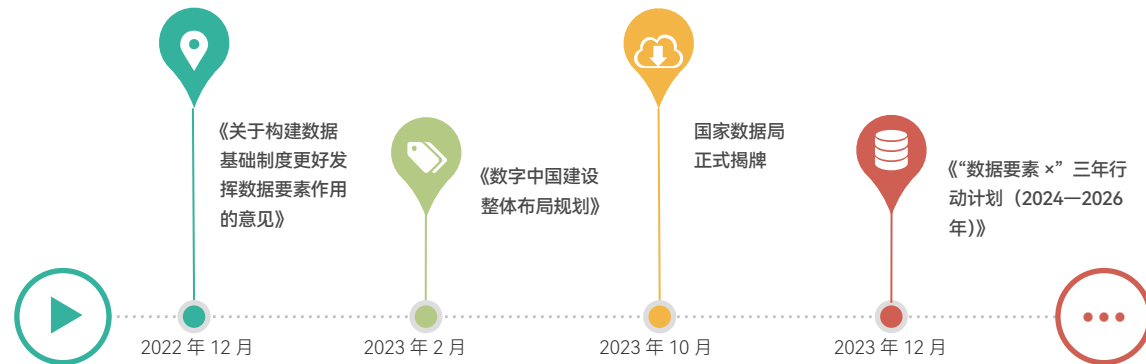 《关于构建数据
基础制度更好发
挥数据要素作用
的意见》
《数字中国建设
整体布局规划》
国家数据局
正式揭牌
《“数据要素 ×”三年行
动计划（2024—2026
年)》
2022 年 12 月
2023 年 2 月
2023 年 10 月
2023 年 12 月